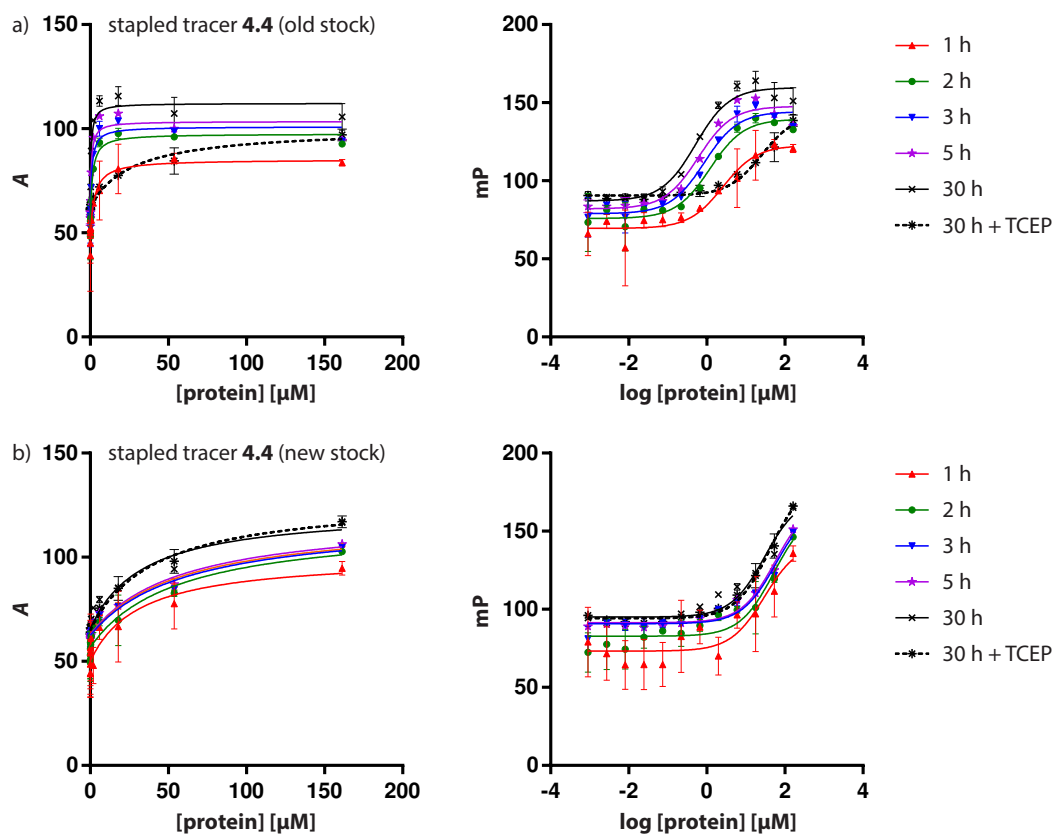 a) stapled tracer 4.4 (old stock)
150
100
50
0
A
0 50 100 150 200
[protein] [µM]
200
150
100
50
0
mP
-4 -2 0 2 4
log [protein] [µM]
1 h
2 h
3 h
5 h
30 h
30 h + TCEP
b) stapled tracer 4.4 (new stock)
150
100
50
0
A
0 50 100 150 200
[protein] [µM]
200
150
100
50
0
mP
-4 -2 0 2 4
log [protein] [µM]
1 h
2 h
3 h
5 h
30 h
30 h + TCEP